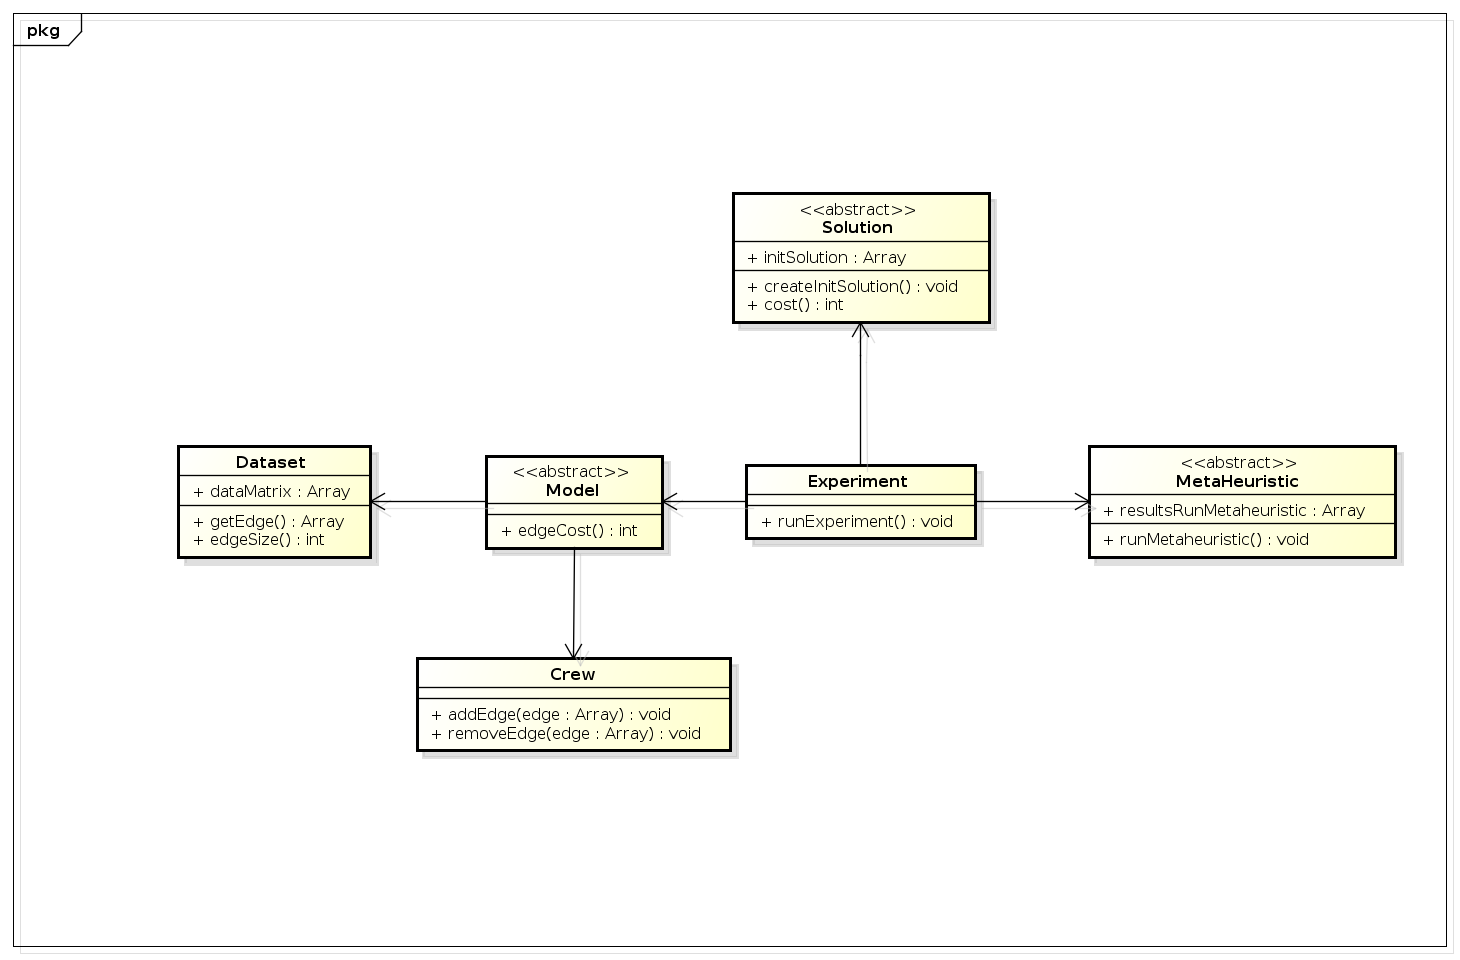 pkg
<<abstract>>
Solution
+ initSolution : Array
+ createInitSolution() : void
+ cost() : int
Dataset
+ dataMatrix : Array
+ getEdge() : Array
+ edgeSize() : int
<<abstract>>
Model
+ edgeCost() : int
Experiment
+ runExperiment() : void
<<abstract>>
MetaHeuristic
+ resultsRunMetaheuristic : Array
+ runMetaheuristic() : void
Crew
+ addEdge(edge : Array) : void
+ removeEdge(edge : Array) : void